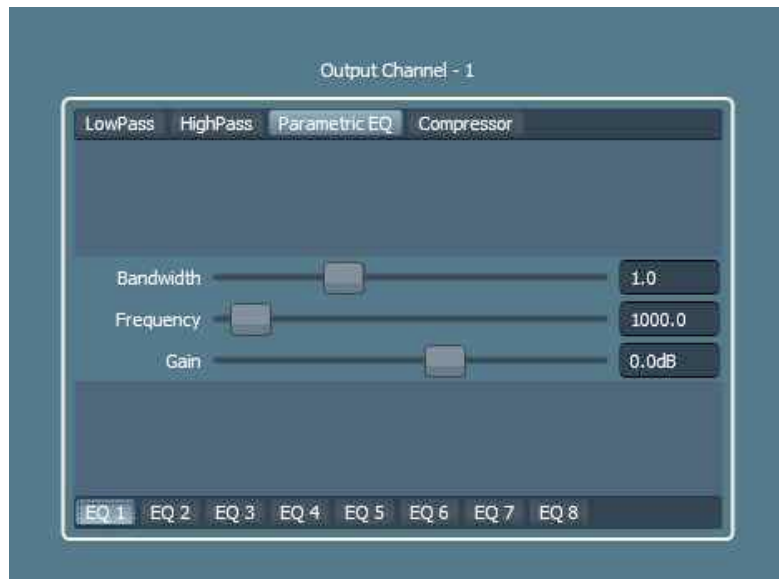 Output Channel - 1
LowPass HighPass Parametric EQ Compressor
Bandwidth 1.0
Frequency 1000.0
Gain 0.0dB
EQ 1 EQ 2 EQ 3 EQ 4 EQ 5 EQ 6 EQ 7 EQ 8